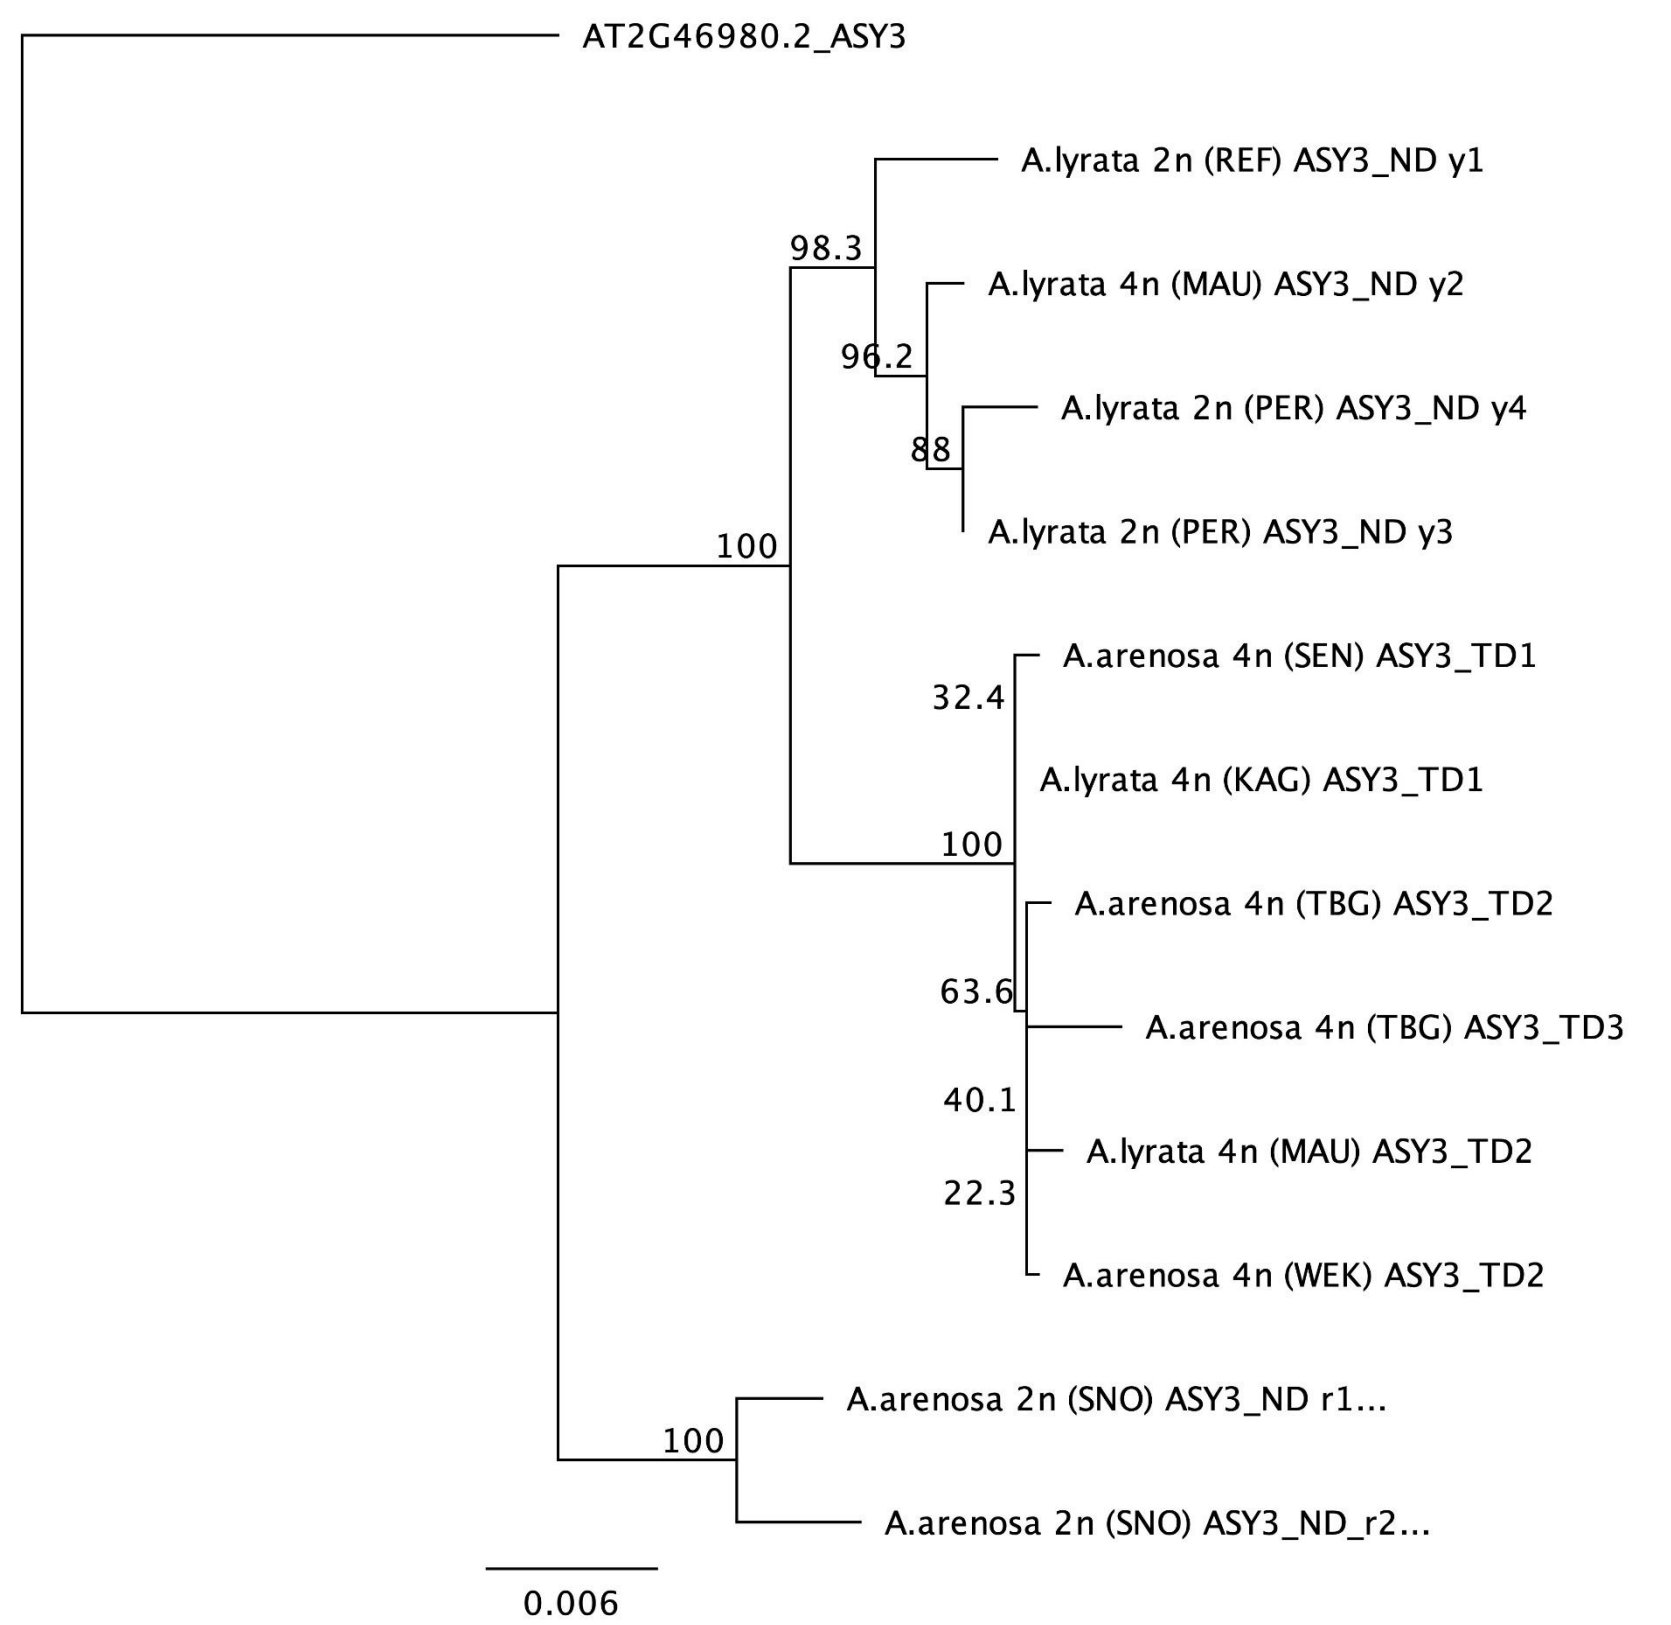 AT2G46980.2_ASY3
A.lyrata 2n (REF) ASY3_ND y1
98.3
A.lyrata 4n (MAU) ASY3_ND y2
96.2
A.lyrata 2n (PER) ASY3_ND y4
88
A.lyrata 2n (PER) ASY3_ND y3
100
A.arenosa 4n (SEN) ASY3_TD1
32.4
A.lyrata 4n (KAG) ASY3_TD1
100
A.arenosa 4n (TBG) ASY3_TD2
63.6
A.arenosa 4n (TBG) ASY3_TD3
40.1
A.lyrata 4n (MAU) ASY3_TD2
22.3
A.arenosa 4n (WEK) ASY3_TD2
A.arenosa 2n (SNO) ASY3_ND r1...
100
A.arenosa 2n (SNO) ASY3_ND_r2...
0.006